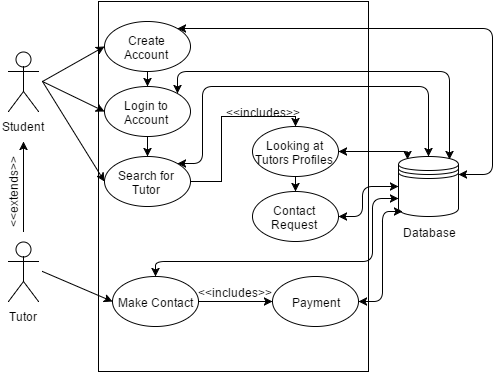 Create
Account
Login to
Account
Student
<<includes>>
Looking at
Tutors Profiles
Search for
Tutor
<<extends>>
Contact
Request
Database
Make Contact
<<includes>>
Payment
Tutor